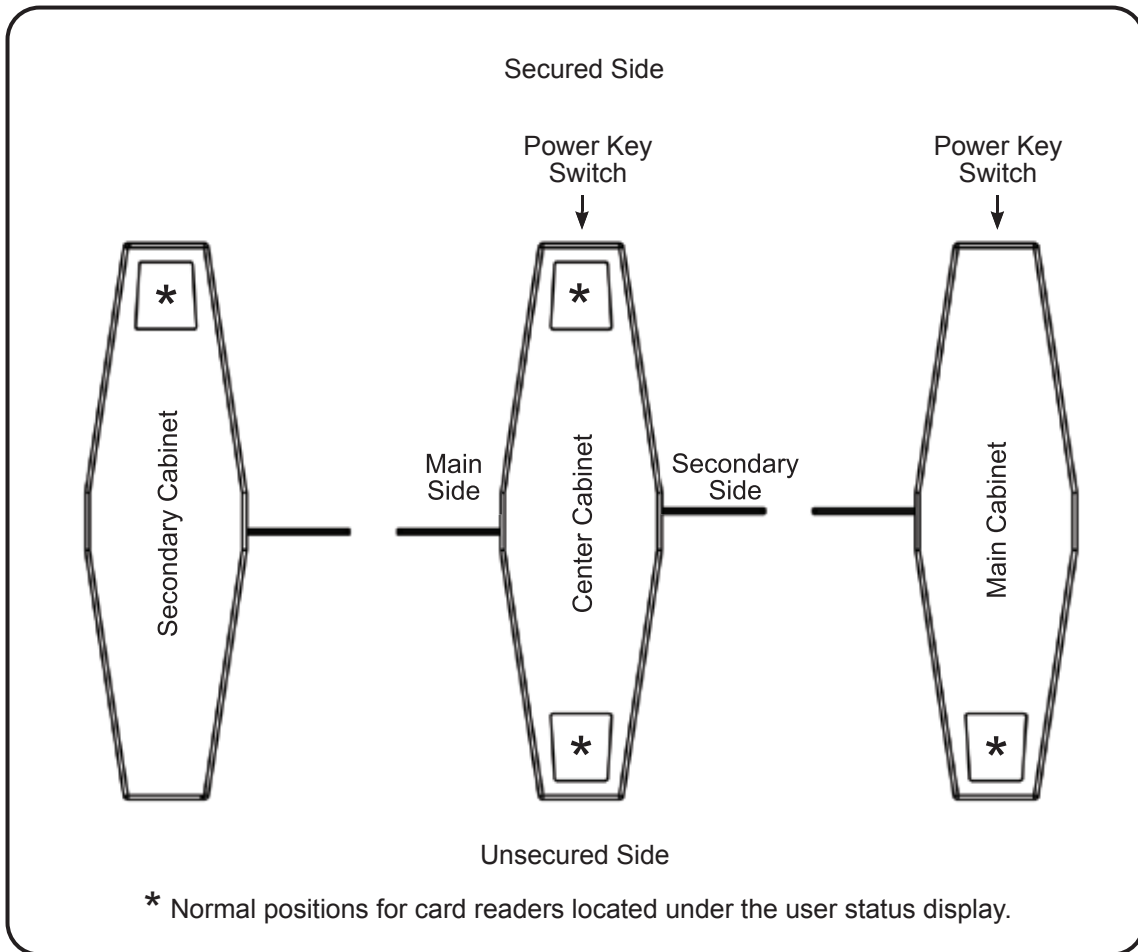 Secured Side
Power Key
Switch
Power Key
Switch
*
*
Secondary Cabinet
Main
Side
Center Cabinet
Secondary
Side
Main Cabinet
*
*
Unsecured Side
* Normal positions for card readers located under the user status display.